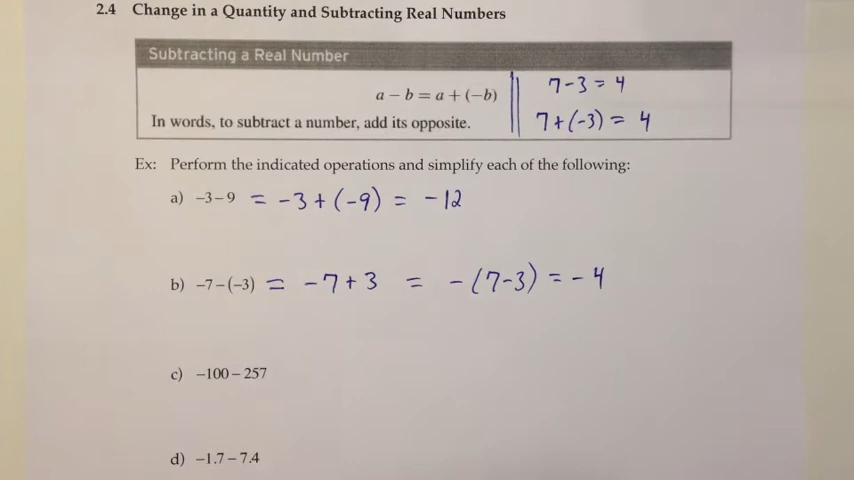 2.4 Change in a Quantity and Subtracting Real Numbers
Subtracting a Real Number
a − b = a + (−b)
In words, to subtract a number, add its opposite.
7 - 3 = 4
7 + (-3) = 4
Ex: Perform the indicated operations and simplify each of the following:
a) −3 − 9 = -3 + (-9) = -12
b) −7 − (−3) = -7 + 3 = -(7-3) = -4
c) −100 − 257
d) −1.7 − 7.4